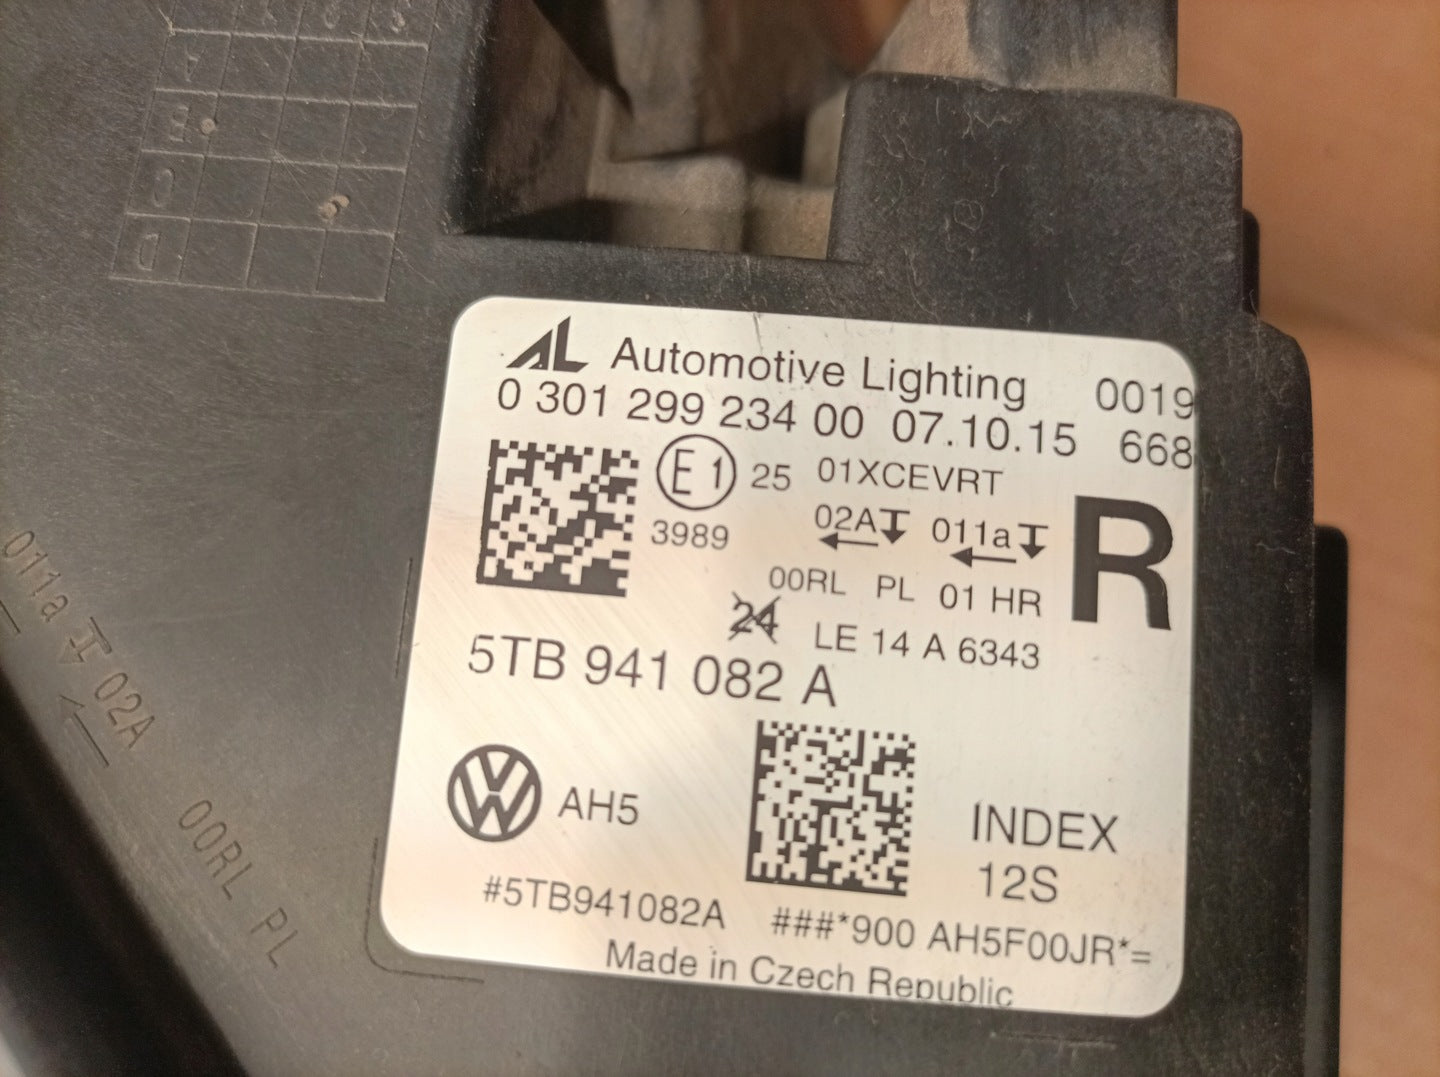 A
B
C
D
AL Automotive Lighting 0019
0 301 299 234 00 07.10.15 668
E1 25 01XCEVRT
3989 02A 011a R
00RL PL 01 HR
24 LE 14 A 6343
5TB 941 082 A
VW AH5
INDEX
12S
#5TB941082A ###*900 AH5F00JR*=
Made in Czech Republic
011a 02A
00RL PL